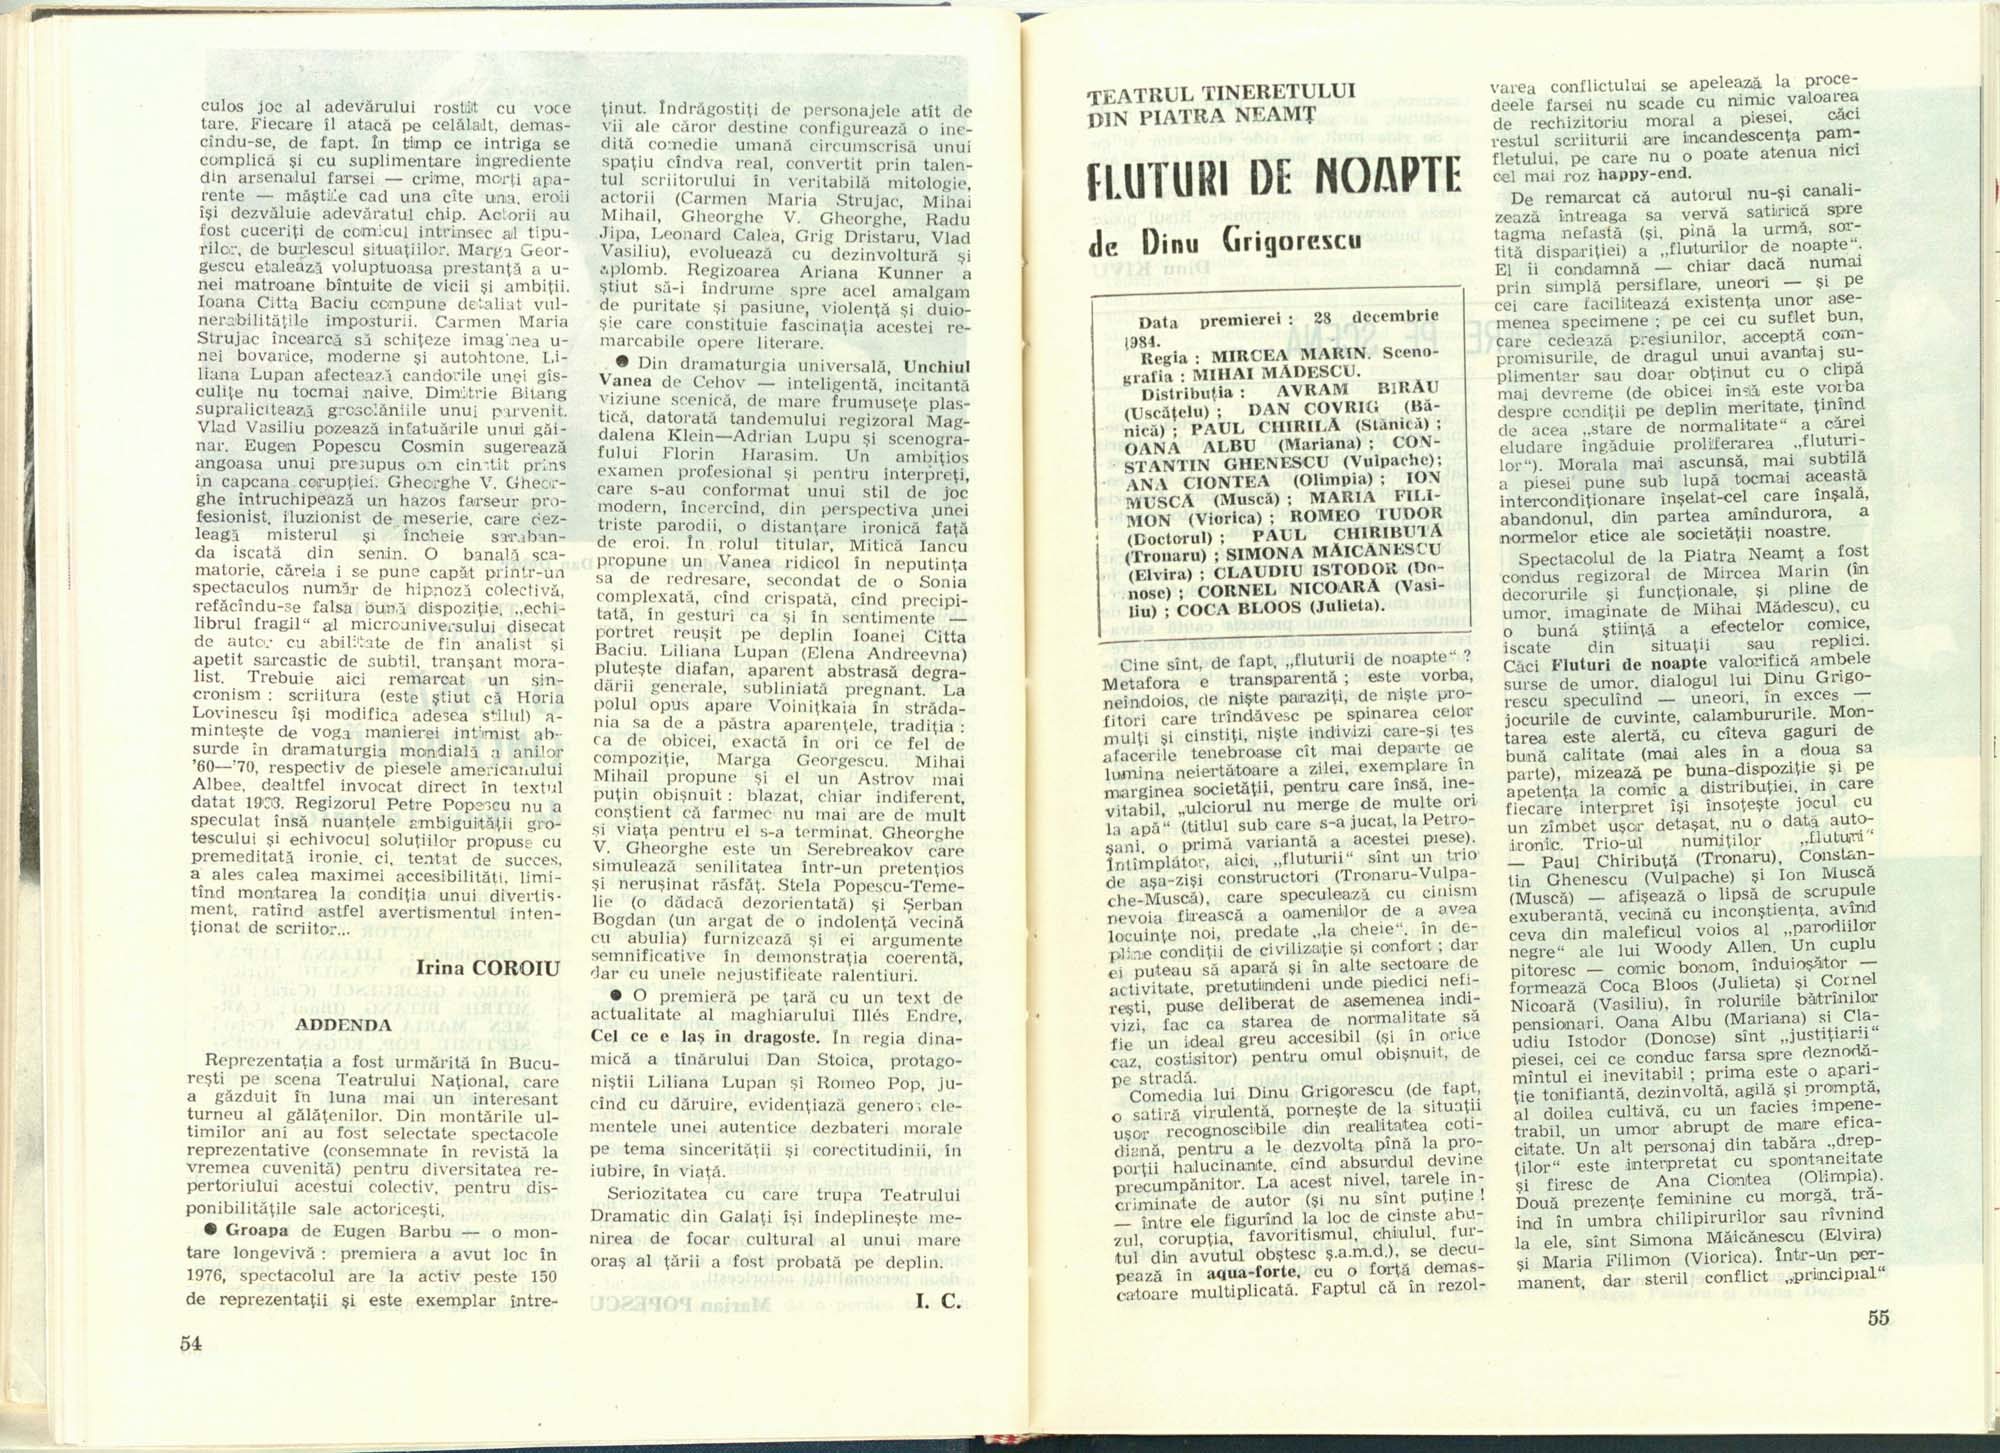 culos joc al adevărului rostit cu voce
tare. Fiecare îl atacă pe celălalt, demas-
cîndu-se, de fapt. În timp ce intriga se
complică și cu suplimentare ingrediente
din arsenalul farsei — crime, morți apa-
rente — măștile cad una cîte una, eroii
își dezvăluie adevăratul chip. Actorii au
fost cuceriți de comicul intrinsec al tipu-
rilor, de burlescul situațiilor. Marga Geor-
gescu etalează voluptuoasa prestanță a u-
nei matroane bîntuite de vicii și ambiții.
Ioana Citta Baciu compune detaliat vul-
nerabilitățile imposturii. Carmen Maria
Strujac încearcă să schițeze imaginea u-
nei bovarice, moderne și autohtone. Li-
liana Lupan afectează candorile unei gîs-
culițe nu tocmai naive. Dimitrie Bitang
supralicitează grosolăniile unui parvenit.
Vlad Vasiliu pozează infatuările unui găi-
nar. Eugen Popescu Cosmin sugerează
angoasa unui presupus om cinstit prins
în capcana corupției. Gheorghe V. Gheor-
ghe întruchipează un hazos farseur pro-
fesionist, iluzionist de meserie, care dez-
leagă misterul și încheie saraban-
da iscată din senin. O banală sca-
matorie, căreia i se pune capăt printr-un
spectaculos număr de hipnoză colectivă,
refăcîndu-se falsa bună dispoziție, „echi-
librul fragil“ al microuniversului disecat
de autor cu abilitate de fin analist și
apetit sarcastic de subtil, tranșant mora-
list. Trebuie aici remarcat un sin-
cronism : scriitura (este știut că Horia
Lovinescu își modifica adesea stilul) a-
mintește de voga manierei intimist ab-
surde în dramaturgia mondială a anilor
’60—’70, respectiv de piesele americanului
Albee, dealtfel invocat direct în textul
datat 1968. Regizorul Petre Popescu nu a
speculat însă nuanțele ambiguității gro-
tescului și echivocul soluțiilor propuse cu
premeditată ironie, ci, tentat de succes,
a ales calea maximei accesibilități, limi-
tînd montarea la condiția unui divertis-
ment, ratînd astfel avertismentul inten-
ționat de scriitor...
Irina COROIU
ADDENDA
Reprezentația a fost urmărită în Bucu-
rești pe scena Teatrului Național, care
a găzduit în luna mai un interesant
turneu al gălățenilor. Din montările ul-
timilor ani au fost selectate spectacole
reprezentative (consemnate în revistă la
vremea cuvenită) pentru diversitatea re-
pertoriului acestui colectiv, pentru dis-
ponibilitățile sale actoricești.
● Groapa de Eugen Barbu — o mon-
tare longevivă : premiera a avut loc în
1976, spectacolul are la activ peste 150
de reprezentații și este exemplar între-
54
ținut. Îndrăgostiți de personajele atît de
vii ale căror destine configurează o ine-
dită comedie umană circumscrisă unui
spațiu cîndva real, convertit prin talen-
tul scriitorului în veritabilă mitologie,
actorii (Carmen Maria Strujac, Mihai
Mihail, Gheorghe V. Gheorghe, Radu
Jipa, Leonard Calea, Grig Dristaru, Vlad
Vasiliu), evoluează cu dezinvoltură și
aplomb. Regizoarea Ariana Kunner a
știut să-i îndrume spre acel amalgam
de puritate și pasiune, violență și duio-
șie care constituie fascinația acestei re-
marcabile opere literare.
● Din dramaturgia universală, Unchiul
Vanea de Cehov — inteligentă, incitantă
viziune scenică, de mare frumusețe plas-
tică, datorată tandemului regizoral Mag-
dalena Klein—Adrian Lupu și scenogra-
fului Florin Harasim. Un ambițios
examen profesional și pentru interpreți,
care s-au conformat unui stil de joc
modern, încercînd, din perspectiva unei
triste parodii, o distanțare ironică față
de eroi. În rolul titular, Mitică Iancu
propune un Vanea ridicol în neputința
sa de redresare, secondat de o Sonia
complexată, cînd crispată, cînd precipi-
tată, în gesturi ca și în sentimente —
portret reușit pe deplin Ioanei Citta
Baciu. Liliana Lupan (Elena Andreevna)
plutește diafan, aparent abstrasă degra-
dării generale, subliniată pregnant. La
polul opus apare Voinițkaia în străda-
nia sa de a păstra aparențele, tradiția :
ca de obicei, exactă în ori ce fel de
compoziție, Marga Georgescu. Mihai
Mihail propune și el un Astrov mai
puțin obișnuit : blazat, chiar indiferent,
conștient că farmec nu mai are de mult
și viața pentru el s-a terminat. Gheorghe
V. Gheorghe este un Serebreakov care
simulează senilitatea într-un pretențios
și nerușinat răsfăț. Stela Popescu-Teme-
lie (o dădacă dezorientată) și Șerban
Bogdan (un argat de o indolență vecină
cu abulia) furnizează și ei argumente
semnificative în demonstrația coerentă,
dar cu unele nejustificate ralentiuri.
● O premieră pe țară cu un text de
actualitate al maghiarului Illés Endre,
Cel ce e laș în dragoste. În regia dina-
mică a tînărului Dan Stoica, protago-
niștii Liliana Lupan și Romeo Pop, ju-
cînd cu dăruire, evidențiază generos ele-
mentele unei autentice dezbateri morale
pe tema sincerității și corectitudinii, în
iubire, în viață.
Seriozitatea cu care trupa Teatrului
Dramatic din Galați își îndeplinește me-
nirea de focar cultural al unui mare
oraș al țării a fost probată pe deplin.
I. C.
TEATRUL TINERETULUI
DIN PIATRA NEAMȚ
FLUTURI DE NOAPTE
de Dinu Grigorescu
Data premierei : 28 decembrie
1984.
Regia : MIRCEA MARIN. Sceno-
grafia : MIHAI MĂDESCU.
Distribuția : AVRAM BIRĂU
(Uscățelu) ; DAN COVRIG (Bă-
nică) ; PAUL CHIRILĂ (Stănică) ;
OANA ALBU (Mariana) ; CON-
STANTIN GHENESCU (Vulpache);
ANA CIONTEA (Olimpia) ; ION
MUSCĂ (Muscă) ; MARIA FILI-
MON (Viorica) ; ROMEO TUDOR
(Doctorul) ; PAUL CHIRIBUȚĂ
(Tronaru) ; SIMONA MĂICĂNESCU
(Elvira) ; CLAUDIU ISTODOR (Do-
nose) ; CORNEL NICOARĂ (Vasi-
liu) ; COCA BLOOS (Julieta).
Cine sînt, de fapt, „fluturii de noapte“ ?
Metafora e transparentă ; este vorba,
neîndoios, de niște paraziți, de niște pro-
fitori care trîndăvesc pe spinarea celor
mulți și cinstiți, niște indivizi care-și țes
afacerile tenebroase cît mai departe de
lumina neiertătoare a zilei, exemplare în
marginea societății, pentru care însă, ine-
vitabil, „ulciorul nu merge de multe ori
la apă“ (titlul sub care s-a jucat, la Petro-
șani, o primă variantă a acestei piese).
Întîmplător, aici, „fluturii“ sînt un trio
de așa-ziși constructori (Tronaru-Vulpa-
che-Muscă), care speculează cu cinism
nevoia firească a oamenilor de a avea
locuințe noi, predate „la cheie“, în de-
pline condiții de civilizație și confort ; dar
ei puteau să apară și în alte sectoare de
activitate, pretutindeni unde piedici nefi-
rești, puse deliberat de asemenea indi-
vizi, fac ca starea de normalitate să
fie un ideal greu accesibil (și în orice
caz, costisitor) pentru omul obișnuit, de
pe stradă.
Comedia lui Dinu Grigorescu (de fapt,
o satiră virulentă, pornește de la situații
ușor recognoscibile din realitatea coti-
diană, pentru a le dezvolta pînă la pro-
porții halucinante, cînd absurdul devine
precumpănitor. La acest nivel, tarele in-
criminate de autor (și nu sînt puține !
— între ele figurînd la loc de cinste abu-
zul, corupția, favoritismul, chiulul, fur-
tul din avutul obștesc ș.a.m.d.), se decu-
pează în aqua-forte, cu o forță demas-
catoare multiplicată. Faptul că în rezol-
varea conflictului se apelează la proce-
deele farsei nu scade cu nimic valoarea
de rechizitoriu moral a piesei, căci
restul scriiturii are incandescența pam-
fletului, pe care nu o poate atenua nici
cel mai roz happy-end.
De remarcat că autorul nu-și canali-
zează întreaga sa vervă satirică spre
tagma nefastă (și, pînă la urmă, sor-
tită dispariției) a „fluturilor de noapte“.
El îi condamnă — chiar dacă numai
prin simplă persiflare, uneori — și pe
cei care facilitează existența unor ase-
menea specimene ; pe cei cu suflet bun,
care cedează presiunilor, acceptă com-
promisurile, de dragul unui avantaj su-
plimentar sau doar obținut cu o clipă
mai devreme (de obicei însă este vorba
despre condiții pe deplin meritate, ținînd
de acea „stare de normalitate“ a cărei
eludare îngăduie proliferarea „fluturi-
lor“). Morala mai ascunsă, mai subtilă
a piesei pune sub lupă tocmai această
intercondiționare înșelat-cel care înșală,
abandonul, din partea amîndurora, a
normelor etice ale societății noastre.
Spectacolul de la Piatra Neamț a fost
condus regizoral de Mircea Marin (în
decorurile și funcționale, și pline de
umor, imaginate de Mihai Mădescu), cu
o bună știință a efectelor comice,
iscate din situații sau replici.
Căci Fluturi de noapte valorifică ambele
surse de umor, dialogul lui Dinu Grigo-
rescu speculînd — uneori, în exces —
jocurile de cuvinte, calambururile. Mon-
tarea este alertă, cu cîteva gaguri de
bună calitate (mai ales în a doua sa
parte), mizează pe buna-dispoziție și pe
apetența la comic a distribuției, în care
fiecare interpret își însoțește jocul cu
un zîmbet ușor detașat, nu o dată auto-
ironic. Trio-ul numiților „fluturi“
— Paul Chiribuță (Tronaru), Constan-
tin Ghenescu (Vulpache) și Ion Muscă
(Muscă) — afișează o lipsă de scrupule
exuberantă, vecină cu inconștiența, avînd
ceva din maleficul voios al „parodiilor
negre“ ale lui Woody Allen. Un cuplu
pitoresc — comic bonom, înduioșător —
formează Coca Bloos (Julieta) și Cornel
Nicoară (Vasiliu), în rolurile bătrînilor
pensionari. Oana Albu (Mariana) și Cla-
udiu Istodor (Donose) sînt „justițiarii“
piesei, cei ce conduc farsa spre deznodă-
mîntul ei inevitabil ; prima este o apari-
ție tonifiantă, dezinvoltă, agilă și promptă,
al doilea cultivă, cu un facies impene-
trabil, un umor abrupt de mare efica-
citate. Un alt personaj din tabăra „drep-
ților“ este interpretat cu spontaneitate
și firesc de Ana Ciontea (Olimpia).
Două prezențe feminine cu morgă, tră-
ind în umbra chilipirurilor sau rîvnind
la ele, sînt Simona Măicănescu (Elvira)
și Maria Filimon (Viorica). Într-un per-
manent, dar steril conflict „principial“
55